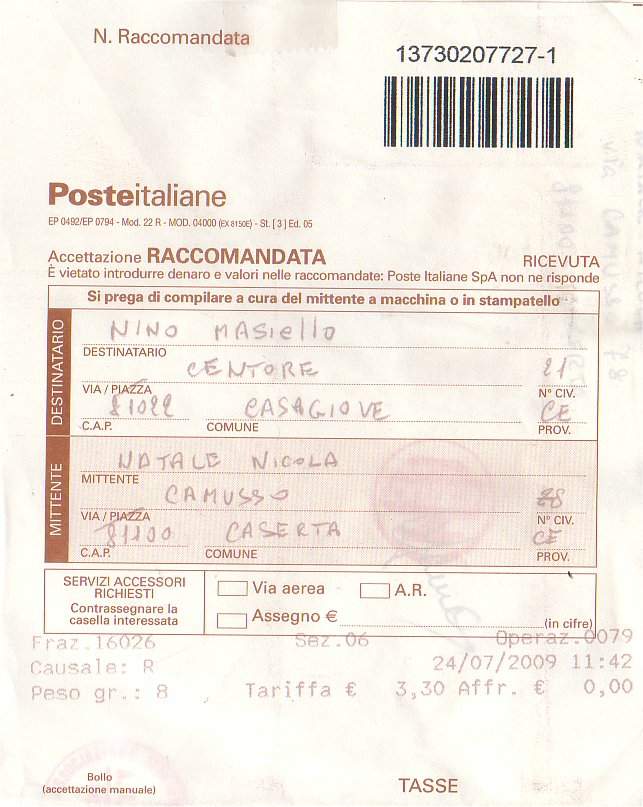 N. Raccomandata
13730207727-1
Posteitaliane
EP 0492/EP 0794 - Mod. 22 R - MOD. 04000 (EX 8150E) - St. [3] Ed. 05
Accettazione RACCOMANDATA
RICEVUTA
È vietato introdurre denaro e valori nelle raccomandate: Poste Italiane SpA non ne risponde
Si prega di compilare a cura del mittente a macchina o in stampatello
DESTINATARIO
NINO MASIELLO
DESTINATARIO
CENTORE 21
VIA / PIAZZA N° CIV.
81022 CASAGIOVE CE
C.A.P. COMUNE PROV.
MITTENTE
NATALE NICOLA
MITTENTE
CAMUSSO 78
VIA / PIAZZA N° CIV.
81100 CASERTA CE
C.A.P. COMUNE PROV.
SERVIZI ACCESSORI
RICHIESTI
Contrassegnare la
casella interessata
Via aerea A.R.
Assegno € (in cifre)
Fraz.16026 Sez.06 Operaz.0079
Causale: R 24/07/2009 11:42
Peso gr.: 8 Tariffa € 3,30 Affr. € 0,00
Bollo
(accettazione manuale)
TASSE